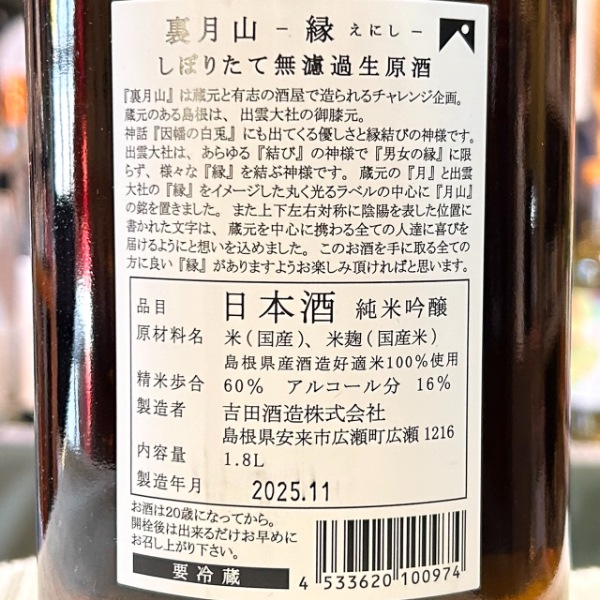 裏月山 － 縁 えにし －
しぼりたて無濾過生原酒
『裏月山』は蔵元と有志の酒屋で造られるチャレンジ企画。
蔵元のある島根は、出雲大社の御膝元。
神話『因幡の白兎』にも出てくる優しさと縁結びの神様です。
出雲大社は、あらゆる『結び』の神様で『男女の縁』に限
らず、様々な『縁』を結ぶ神様です。 蔵元の『月』と出雲
大社の『縁』をイメージした丸く光るラベルの中心に『月山』
の銘を置きました。また上下左右対称に陰陽を表した位置に
書かれた文字は、蔵元を中心に携わる全ての人達に喜びを
届けるようにと想いを込めました。このお酒を手に取る全ての
方に良い『縁』がありますようお楽しみ頂ければと思います。
品目 日本酒 純米吟醸
原材料名 米(国産)、米麹(国産米)
島根県産酒造好適米100%使用
精米歩合 60% アルコール分 16%
製造者 吉田酒造株式会社
島根県安来市広瀬町広瀬 1216
内容量 1.8L
製造年月 2025.11
お酒は20歳になってから。
開栓後は出来るだけお早めに
お召し上がり下さい。
要冷蔵
4 533620 100974